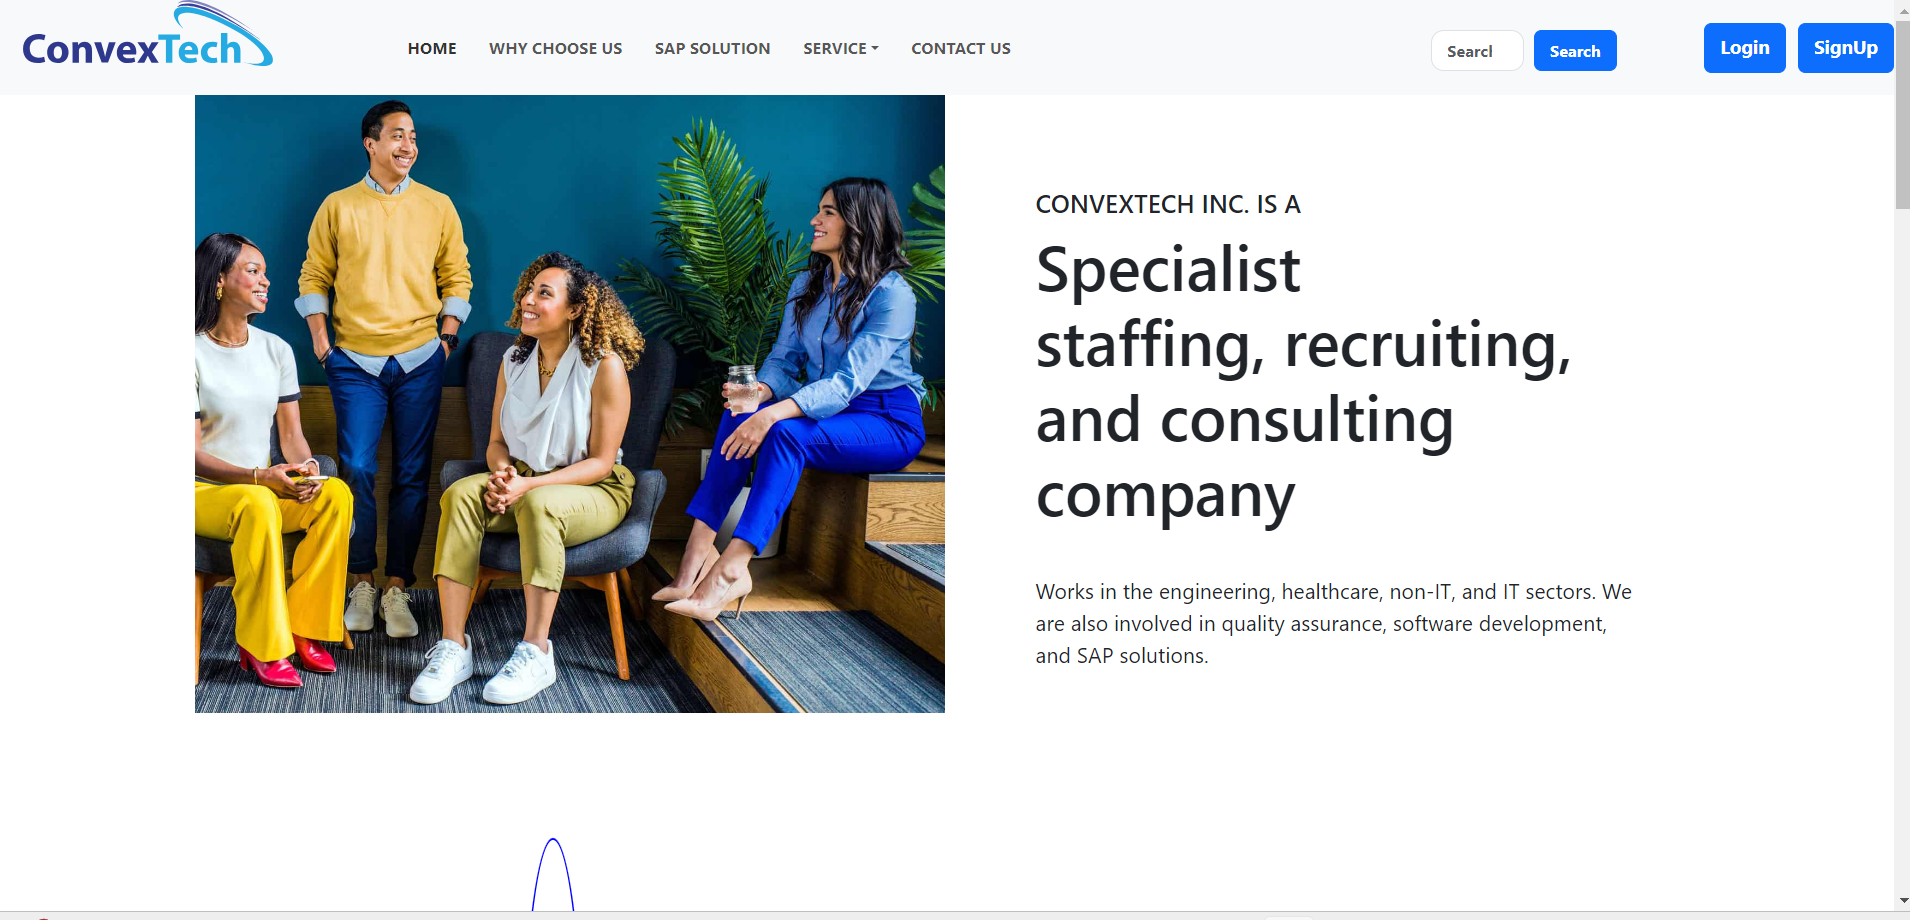 ConvexTech
HOME WHY CHOOSE US SAP SOLUTION SERVICE CONTACT US
Searcl Search
Login SignUp
CONVEXTECH INC. IS A
Specialist
staffing, recruiting,
and consulting
company
Works in the engineering, healthcare, non-IT, and IT sectors. We
are also involved in quality assurance, software development,
and SAP solutions.